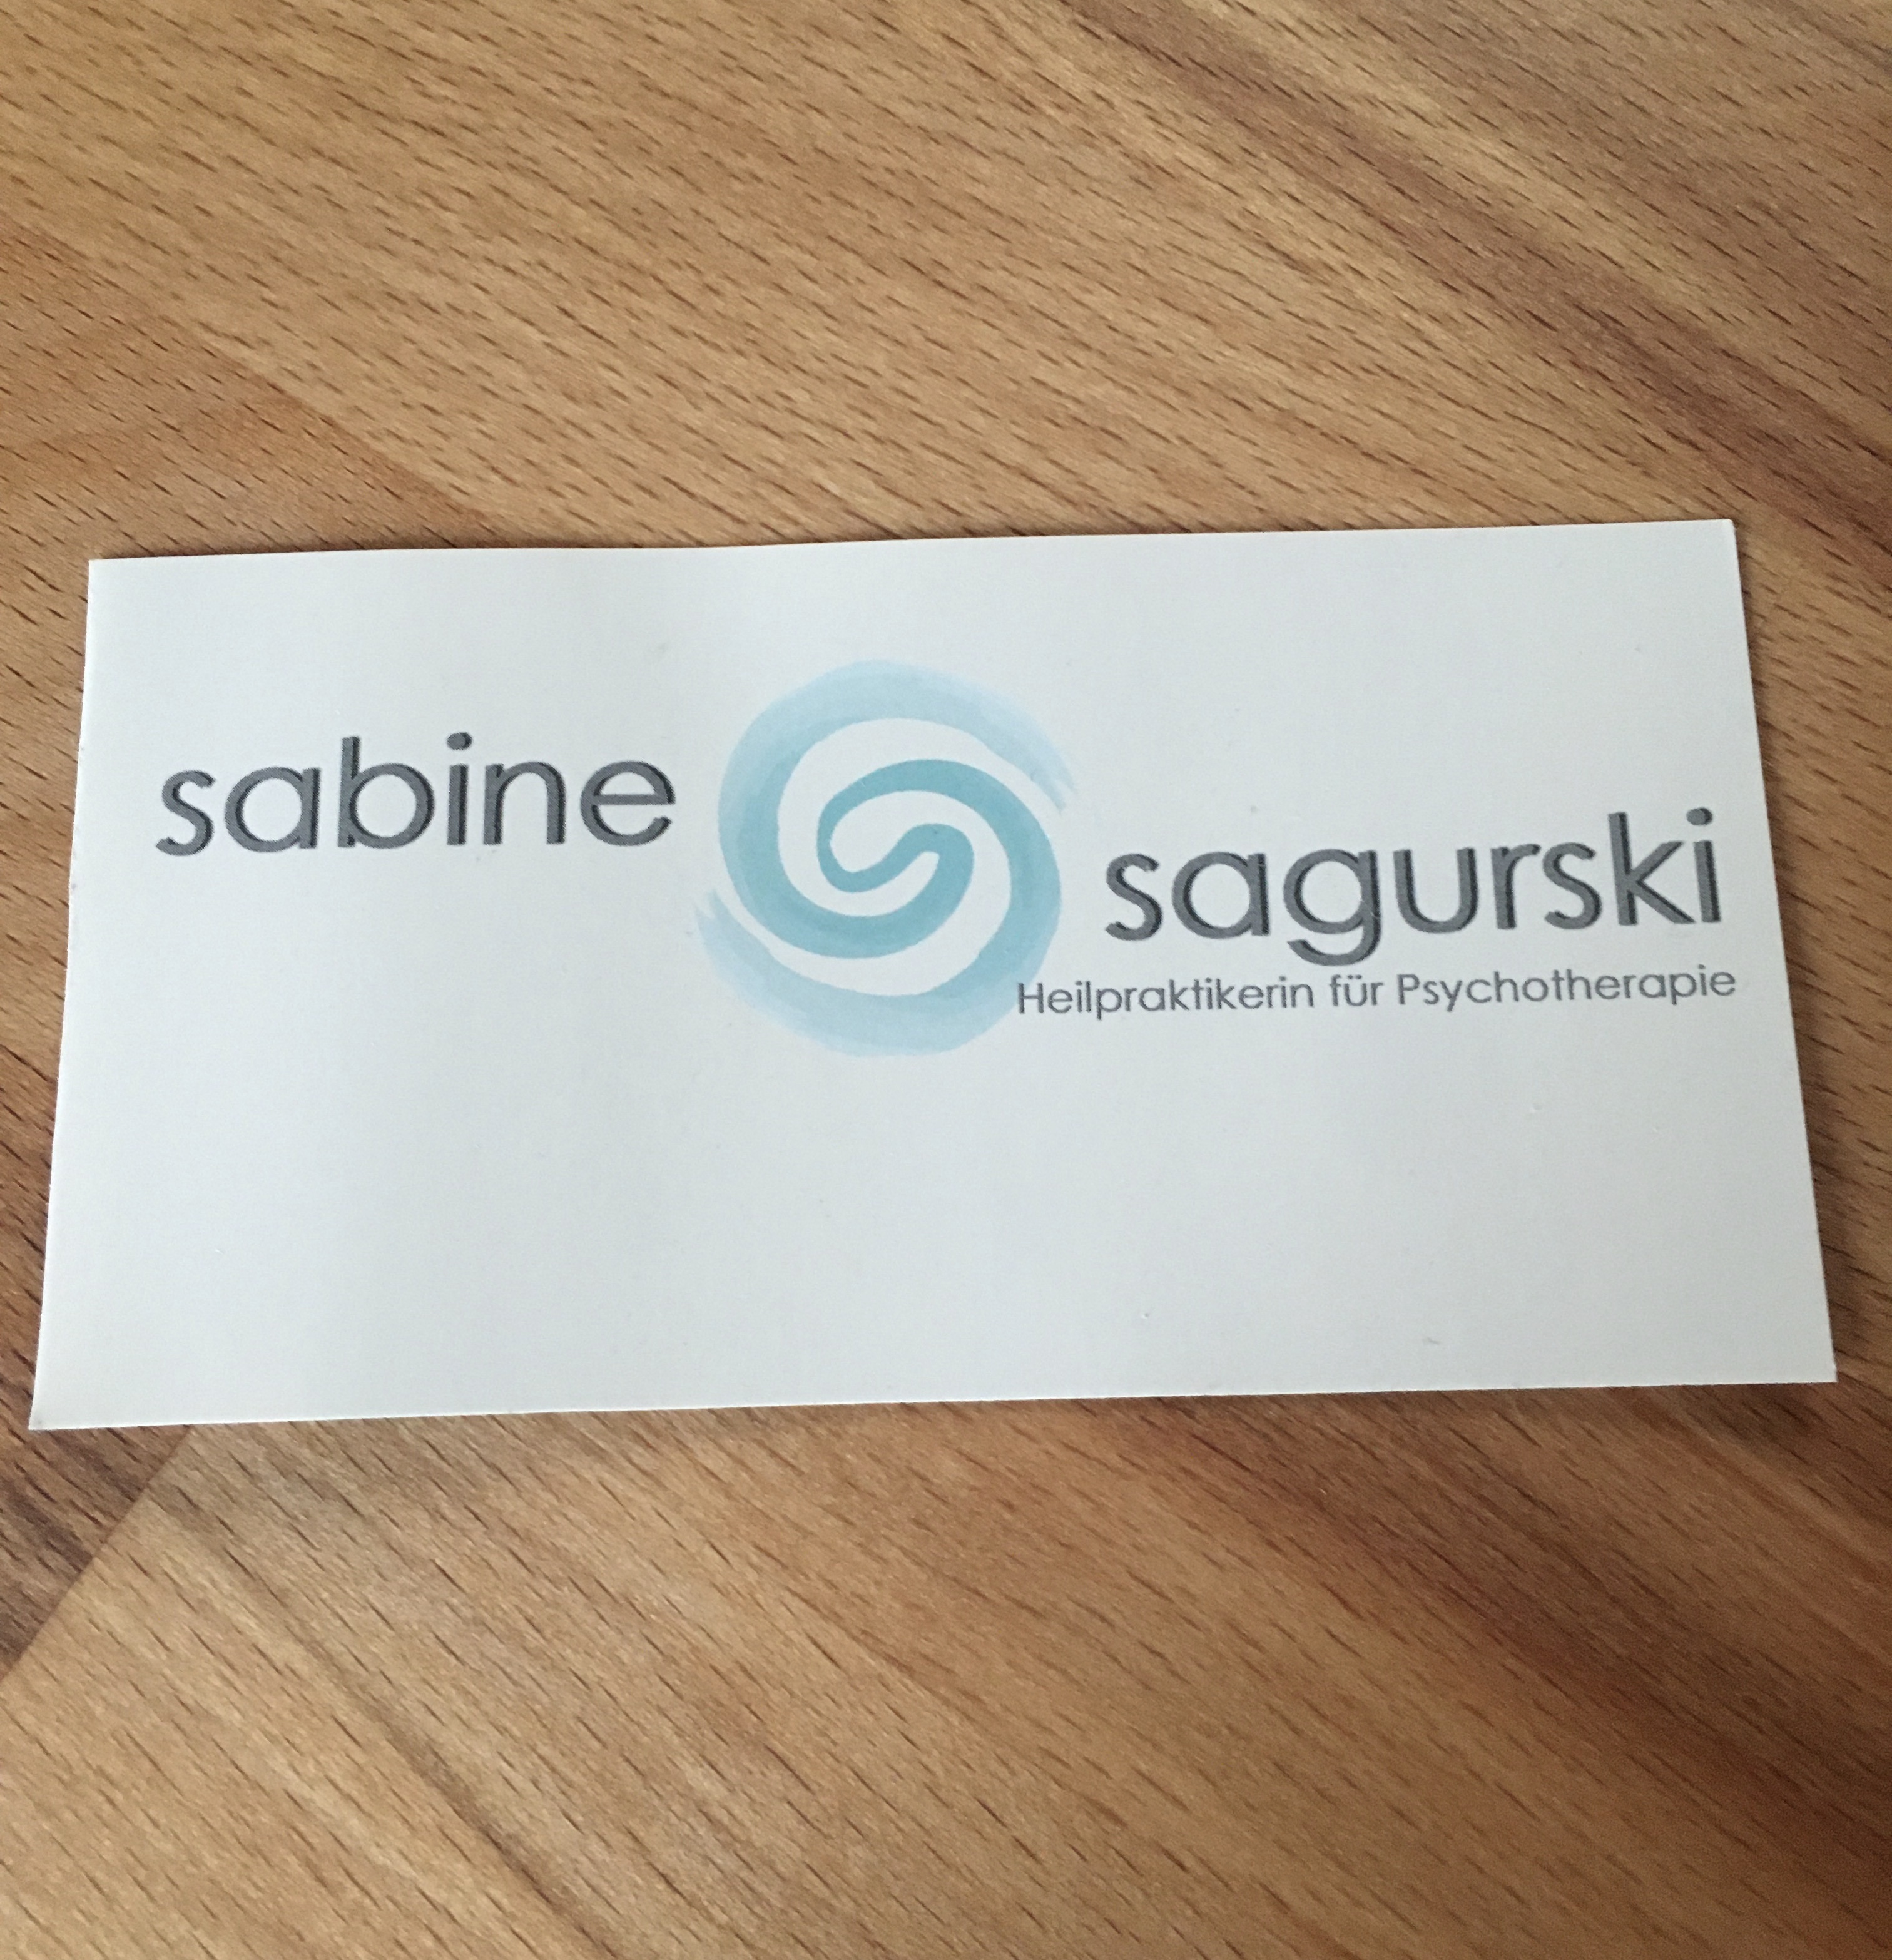 sabine
sagurski
Heilpraktikerin für Psychotherapie